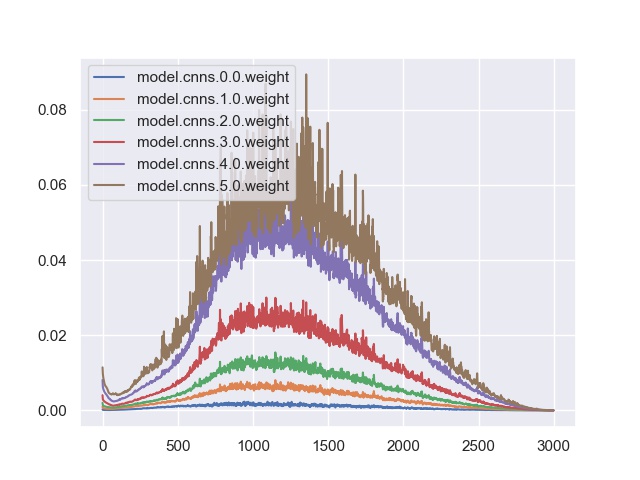 model.cnns.0.0.weight
model.cnns.1.0.weight
model.cnns.2.0.weight
model.cnns.3.0.weight
model.cnns.4.0.weight
model.cnns.5.0.weight
0.08
0.06
0.04
0.02
0.00
0 500 1000 1500 2000 2500 3000